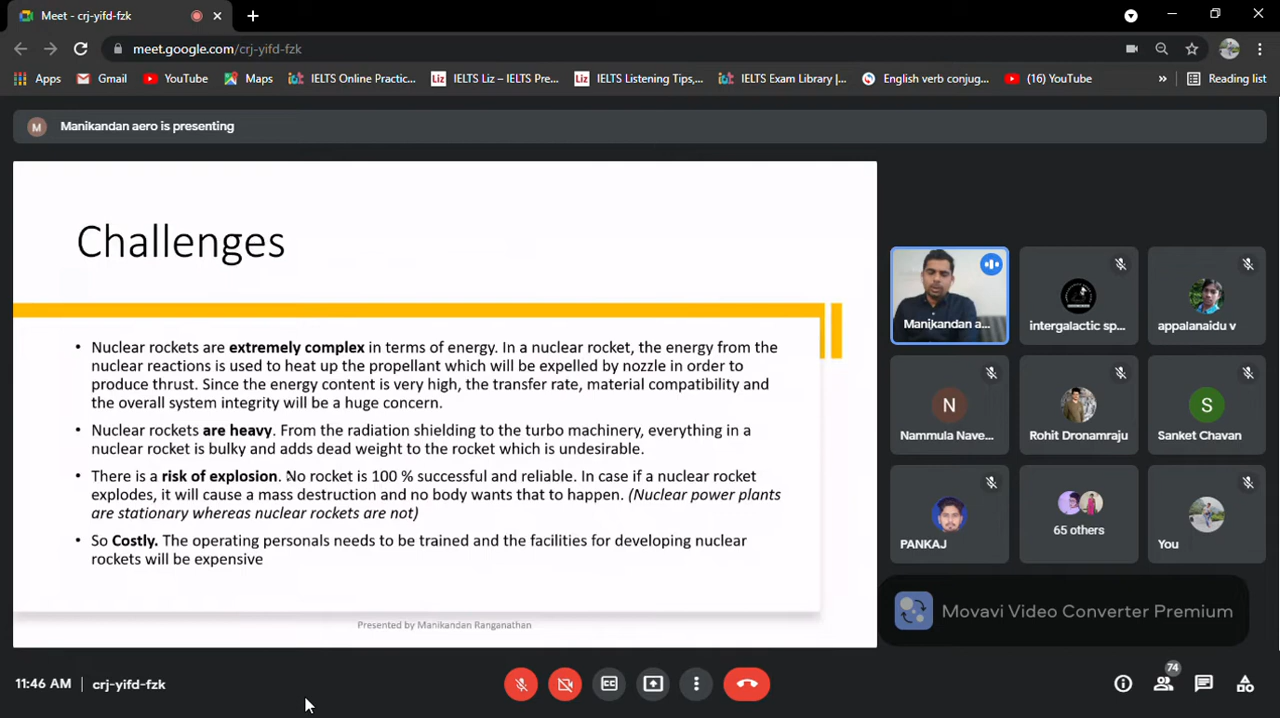 Meet - crj-yifd-fzk
meet.google.com/crj-yifd-fzk
Apps
Gmail
YouTube
Maps
IELTS Online Practic...
Liz
IELTS Liz – IELTS Pre...
Liz
IELTS Listening Tips,...
IELTS Exam Library |...
English verb conjug...
(16) YouTube
»
Reading list
M
Manikandan aero is presenting
Challenges
• Nuclear rockets are extremely complex in terms of energy. In a nuclear rocket, the energy from the
nuclear reactions is used to heat up the propellant which will be expelled by nozzle in order to
produce thrust. Since the energy content is very high, the transfer rate, material compatibility and
the overall system integrity will be a huge concern.
• Nuclear rockets are heavy. From the radiation shielding to the turbo machinery, everything in a
nuclear rocket is bulky and adds dead weight to the rocket which is undesirable.
• There is a risk of explosion. No rocket is 100 % successful and reliable. In case if a nuclear rocket
explodes, it will cause a mass destruction and no body wants that to happen. (Nuclear power plants
are stationary whereas nuclear rockets are not)
• So Costly. The operating personals needs to be trained and the facilities for developing nuclear
rockets will be expensive
Presented by Manikandan Ranganathan
Manikandan a...
intergalactic sp...
appalanaidu v
N
Nammula Nave...
Rohit Dronamraju
S
Sanket Chavan
PANKAJ
65 others
You
Movavi Video Converter Premium
11:46 AM
crj-yifd-fzk
CC
74